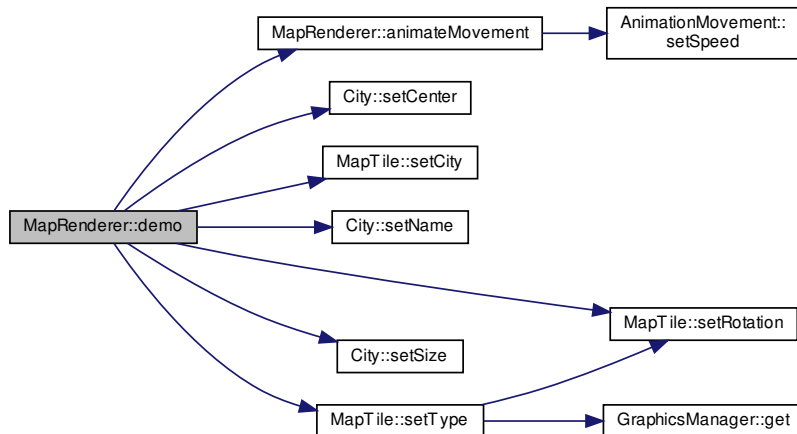 MapRenderer::animateMovement
AnimationMovement::
setSpeed
City::setCenter
MapTile::setCity
MapRenderer::demo
City::setName
MapTile::setRotation
City::setSize
MapTile::setType
GraphicsManager::get